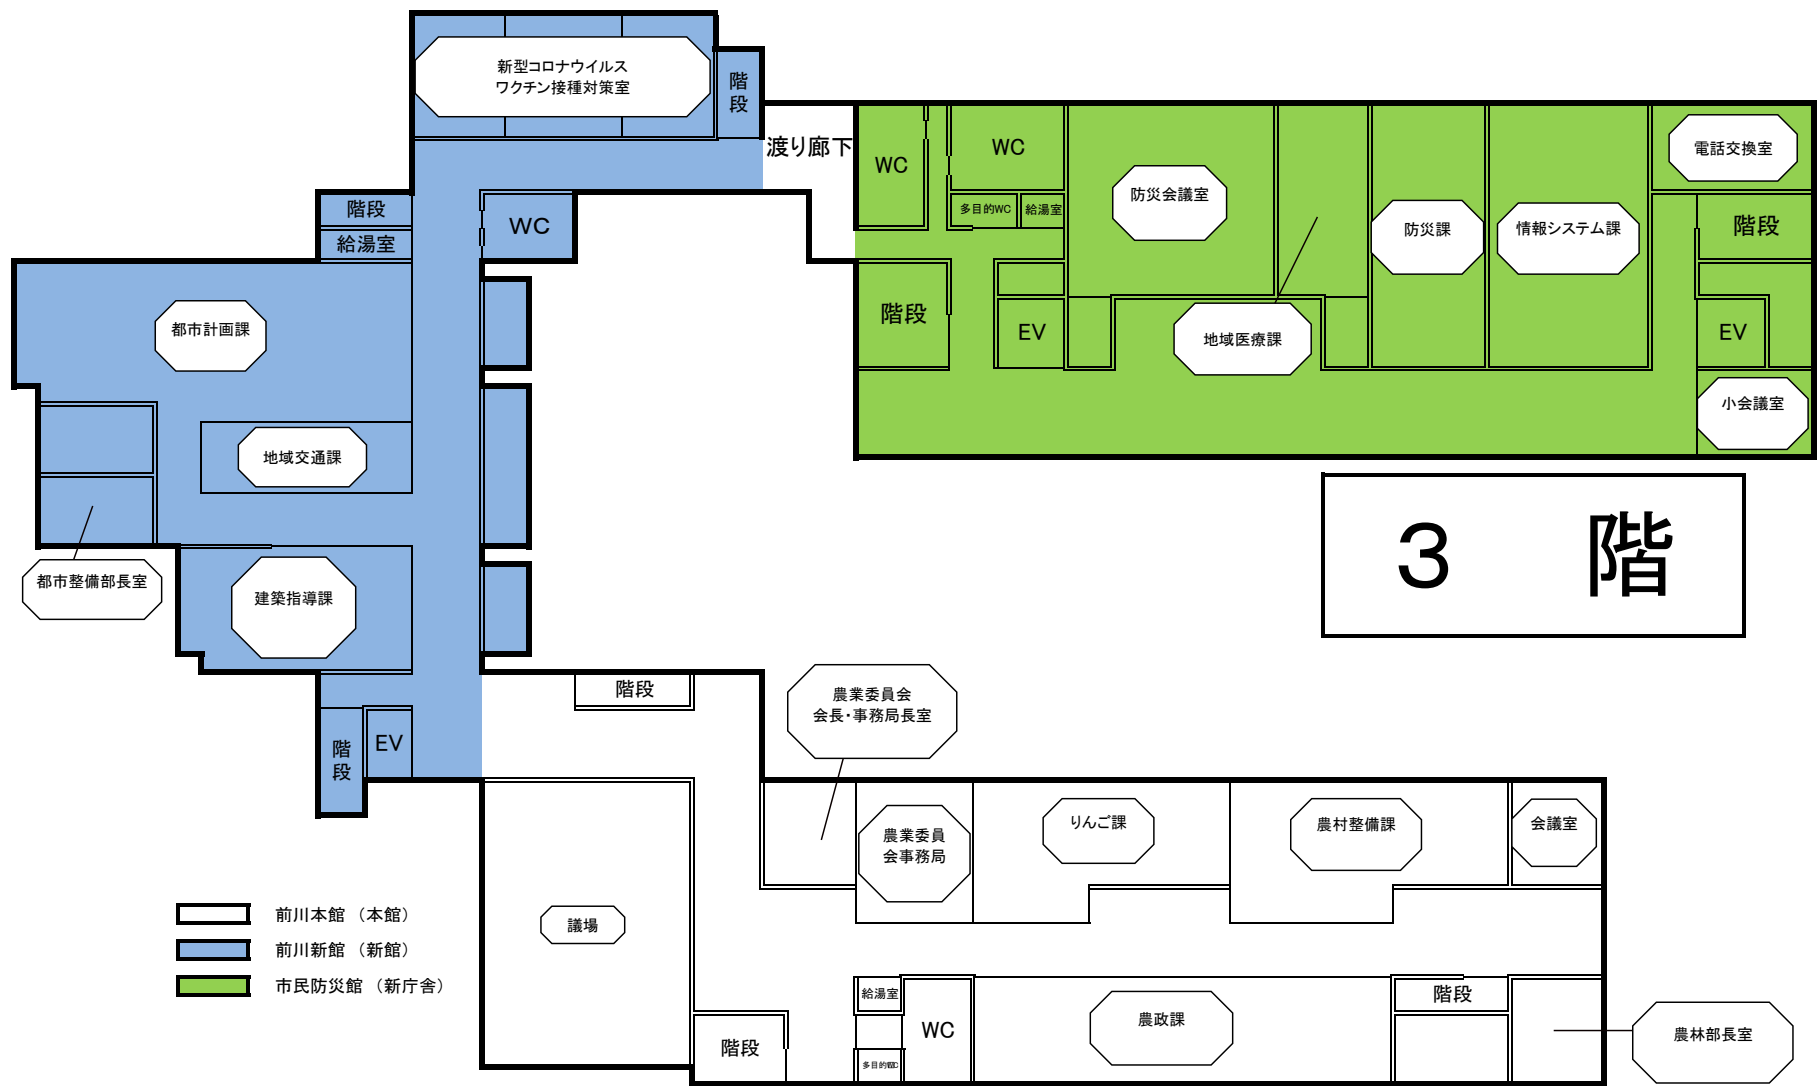 新型コロナウイルス
ワクチン接種対策室
階
段
渡り廊下
WC
WC
多目的WC
給湯室
防災会議室
防災課
情報システム課
電話交換室
階段
階段
給湯室
WC
都市計画課
階段
EV
地域医療課
EV
小会議室
地域交通課
3 階
都市整備部長室
建築指導課
階段
農業委員会
会長・事務局長室
階
段
EV
農業委員
会事務局
りんご課
農村整備課
会議室
議場
前川本館 (本館)
前川新館 (新館)
市民防災館 (新庁舎)
給湯室
WC
多目的WC
階段
農政課
階段
農林部長室